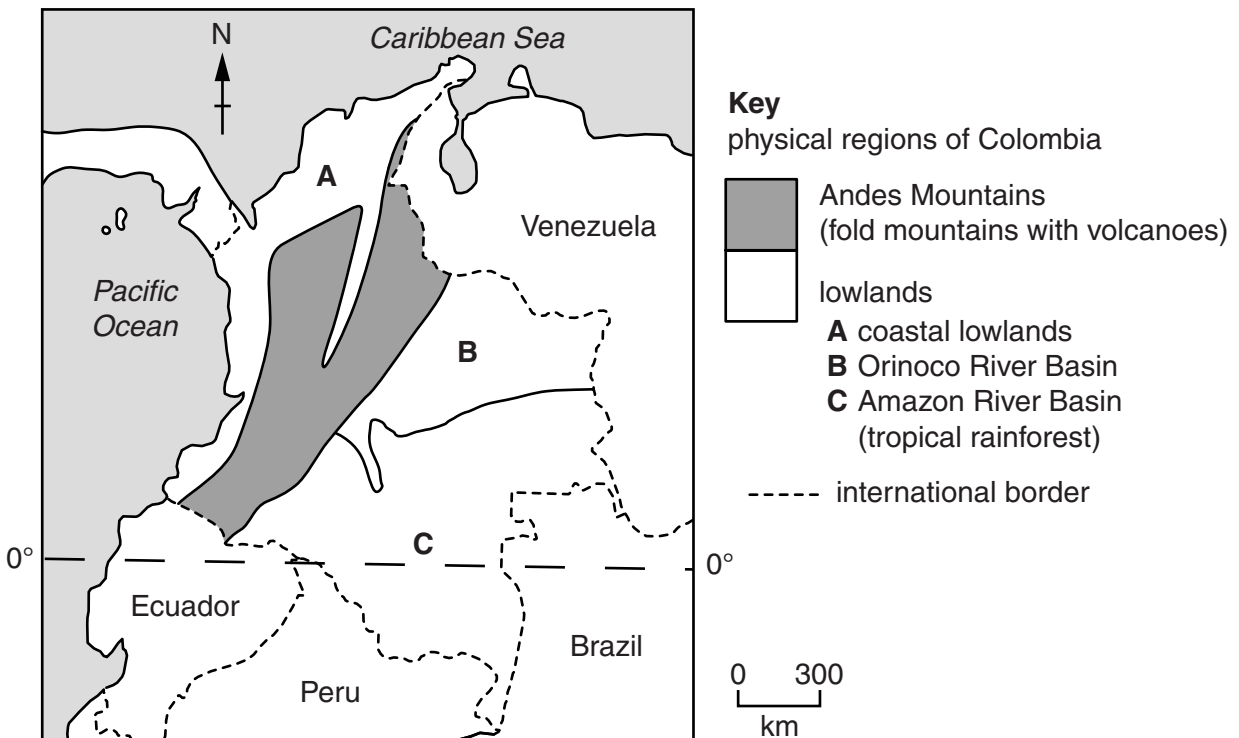 N
Caribbean Sea
A
Venezuela
Pacific
Ocean
B
C
0°
0°
Ecuador
Brazil
Peru
Key
physical regions of Colombia
Andes Mountains
(fold mountains with volcanoes)
lowlands
A coastal lowlands
B Orinoco River Basin
C Amazon River Basin
(tropical rainforest)
international border
0 300
km